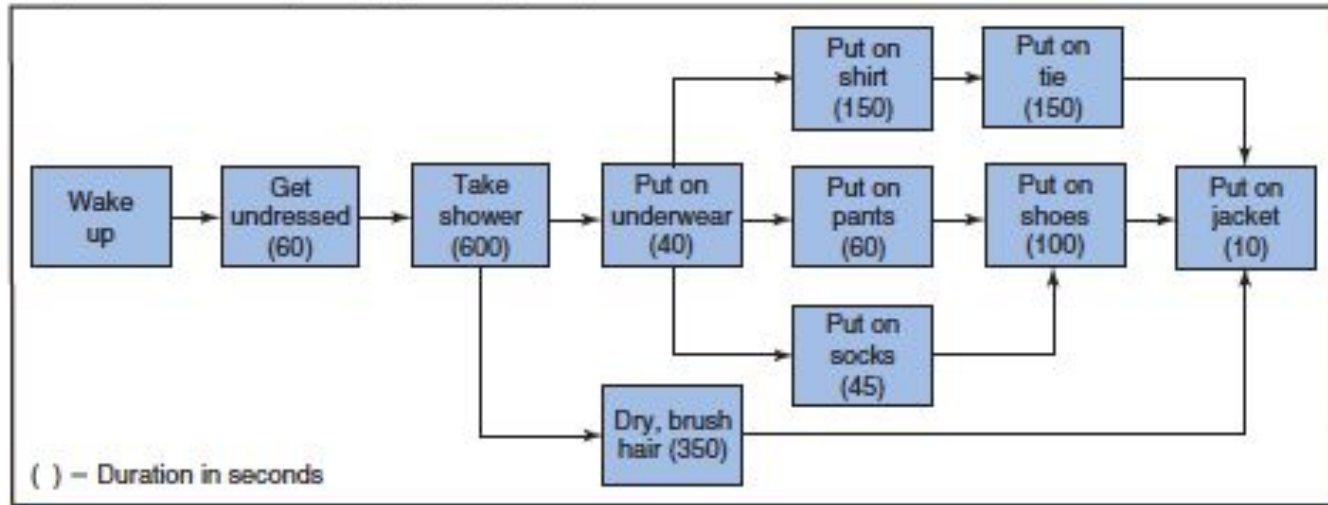 Put on
shirt
(150)
Put on
tie
(150)
Wake
up
Get
undressed
(60)
Take
shower
(600)
Put on
underwear
(40)
Put on
pants
(60)
Put on
shoes
(100)
Put on
jacket
(10)
Put on
socks
(45)
Dry, brush
hair (350)
( ) – Duration in seconds